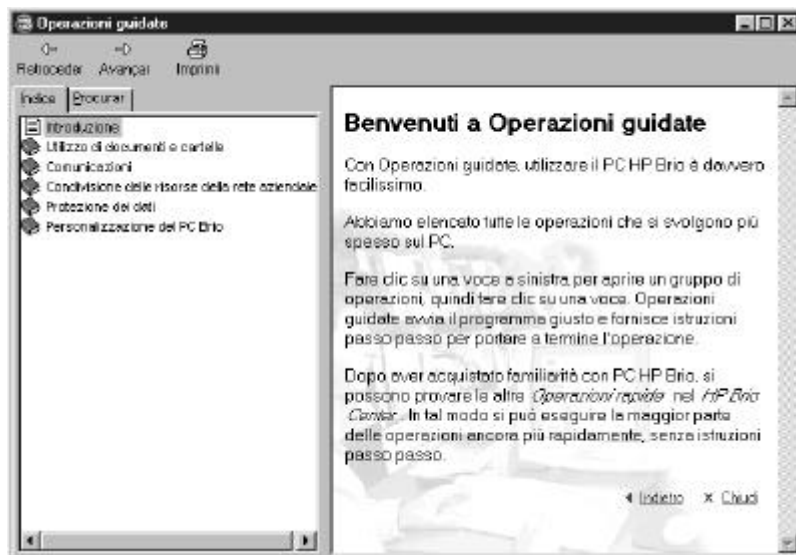 Operazioni guidate
Retroceder Avançar Imprimir
Índice Procurar
Introduzione
Utilizzo di documenti e cartelle
Comunicazioni
Condivisione delle risorse della rete aziendale
Protezione dei dati
Personalizzazione del PC Brio
Benvenuti a Operazioni guidate
Con Operazioni guidate, utilizzare il PC HP Brio è davvero
facilissimo.
Abbiamo elencato tutte le operazioni che si svolgono più
spesso sul PC.
Fare clic su una voce a sinistra per aprire un gruppo di
operazioni, quindi fare clic su una voce. Operazioni
guidate avvia il programma giusto e fornisce istruzioni
passo passo per portare a termine l'operazione.
Dopo aver acquistato familiarità con PC HP Brio, si
possono provare le altre Operazioni rapide nel HP Brio
Center. In tal modo si può eseguire la maggior parte
delle operazioni ancora più rapidamente, senza istruzioni
passo passo.
Indietro Chiudi